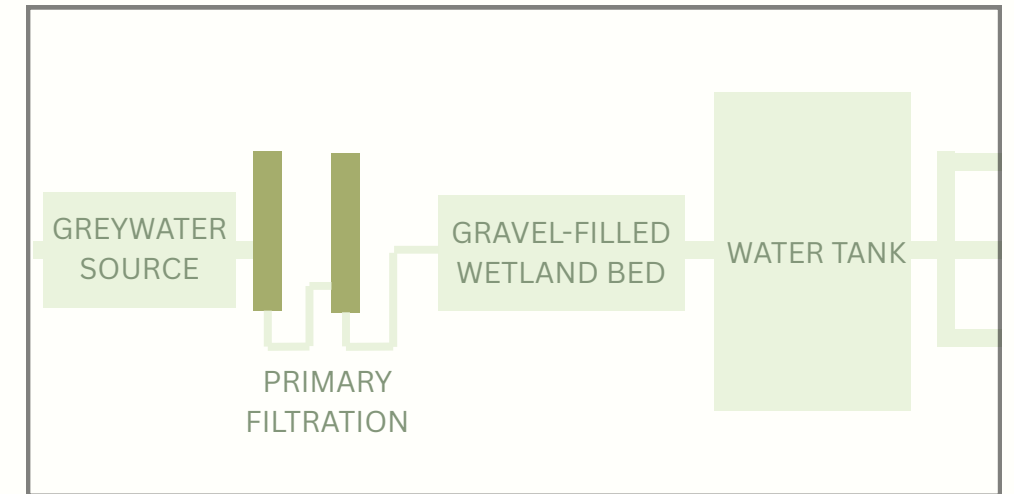 GREYWATER
SOURCE
PRIMARY
FILTRATION
GRAVEL-FILLED
WETLAND BED
WATER TANK